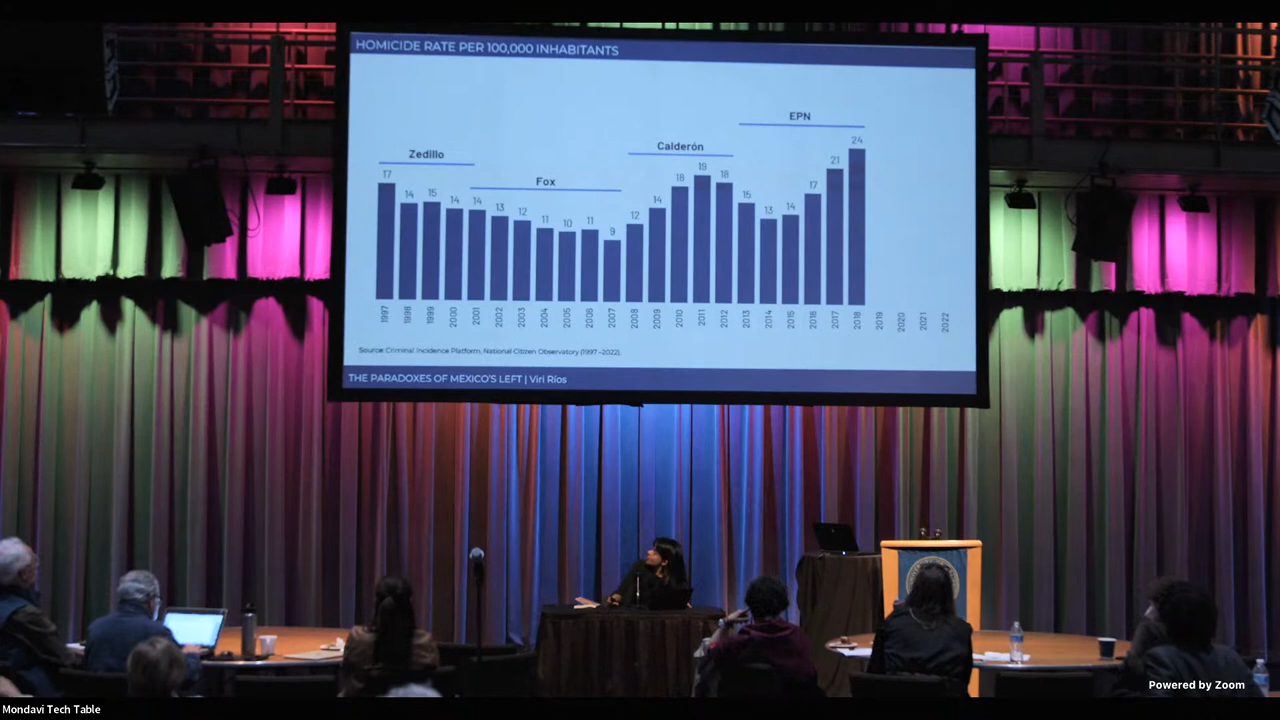 HOMICIDE RATE PER 100,000 INHABITANTS
EPN
Calderón
Zedillo
Fox
17 14 15 14 14 13 12 11 10 11 9 12 14 18 19 18 15 13 14 17 21 24
1997 1998 1999 2000 2001 2002 2003 2004 2005 2006 2007 2008 2009 2010 2011 2012 2013 2014 2015 2016 2017 2018 2019 2020 2021 2022
Source: Criminal Incidence Platform, National Citizen Observatory (1997-2022).
THE PARADOXES OF MEXICO'S LEFT | Viri Ríos
Powered by Zoom
Mondavi Tech Table